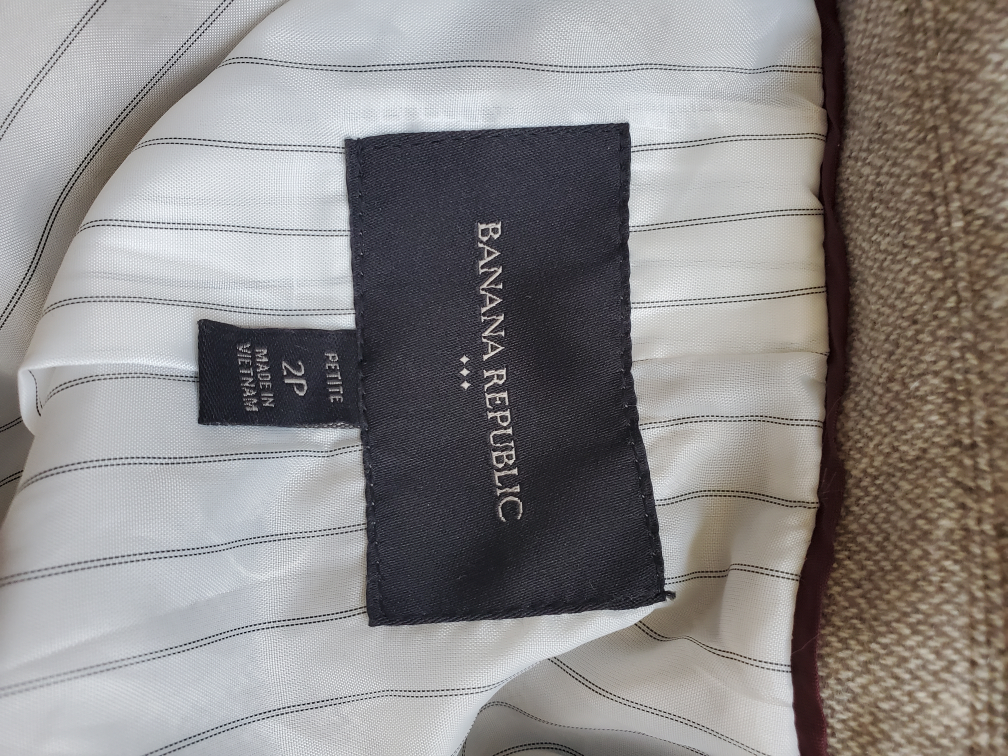 BANANA REPUBLIC
PETITE
2P
MADE IN
VIETNAM